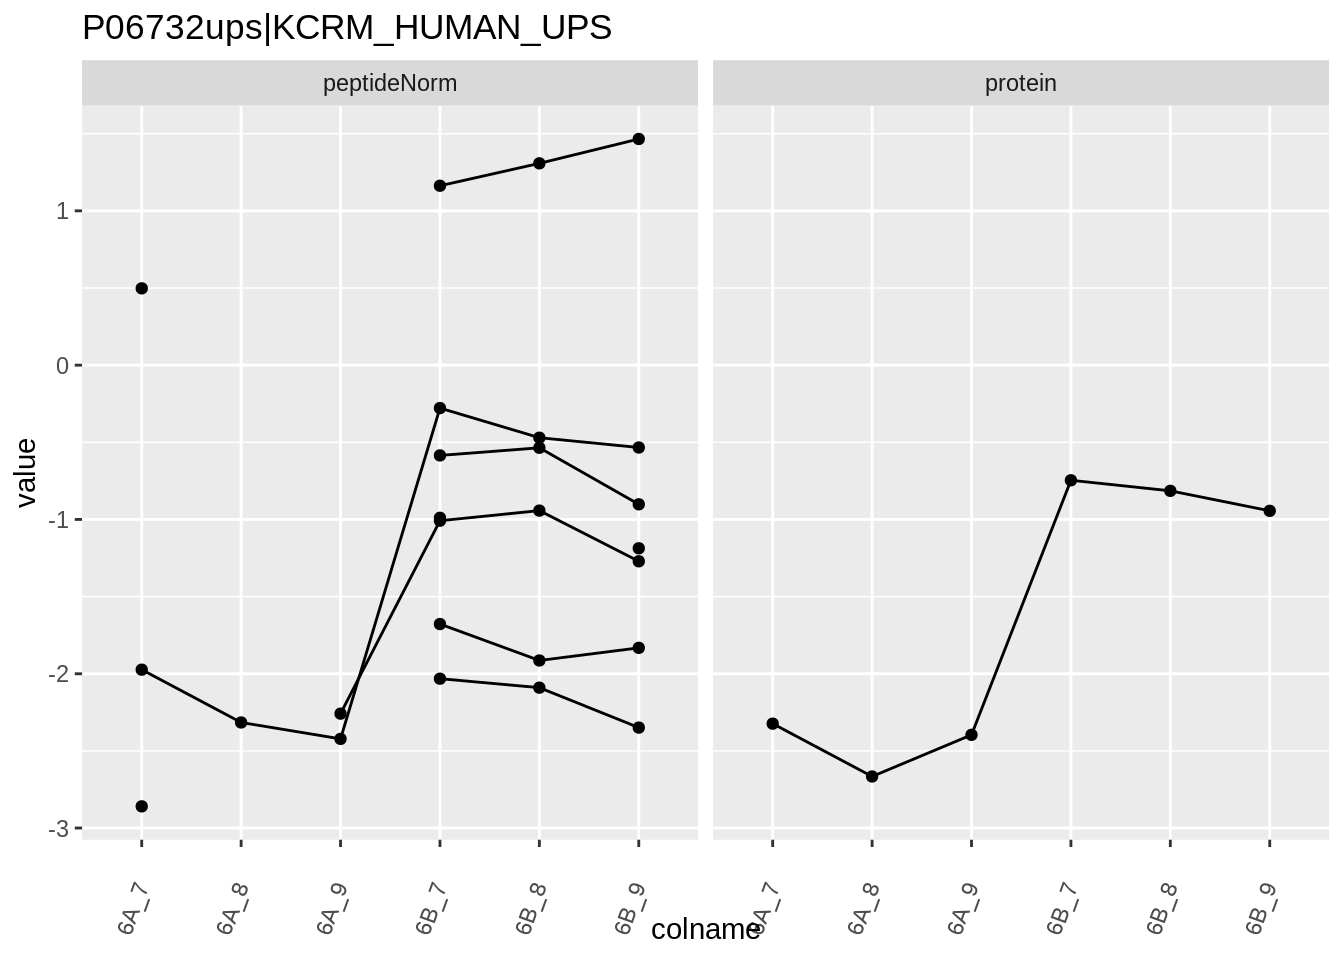 P06732ups|KCRM_HUMAN_UPS
peptideNorm
protein
1
0
-1
-2
-3
value
6A_7
6A_8
6A_9
6B_7
6B_8
6B_9
6A_7
6A_8
6A_9
6B_7
6B_8
6B_9
colname